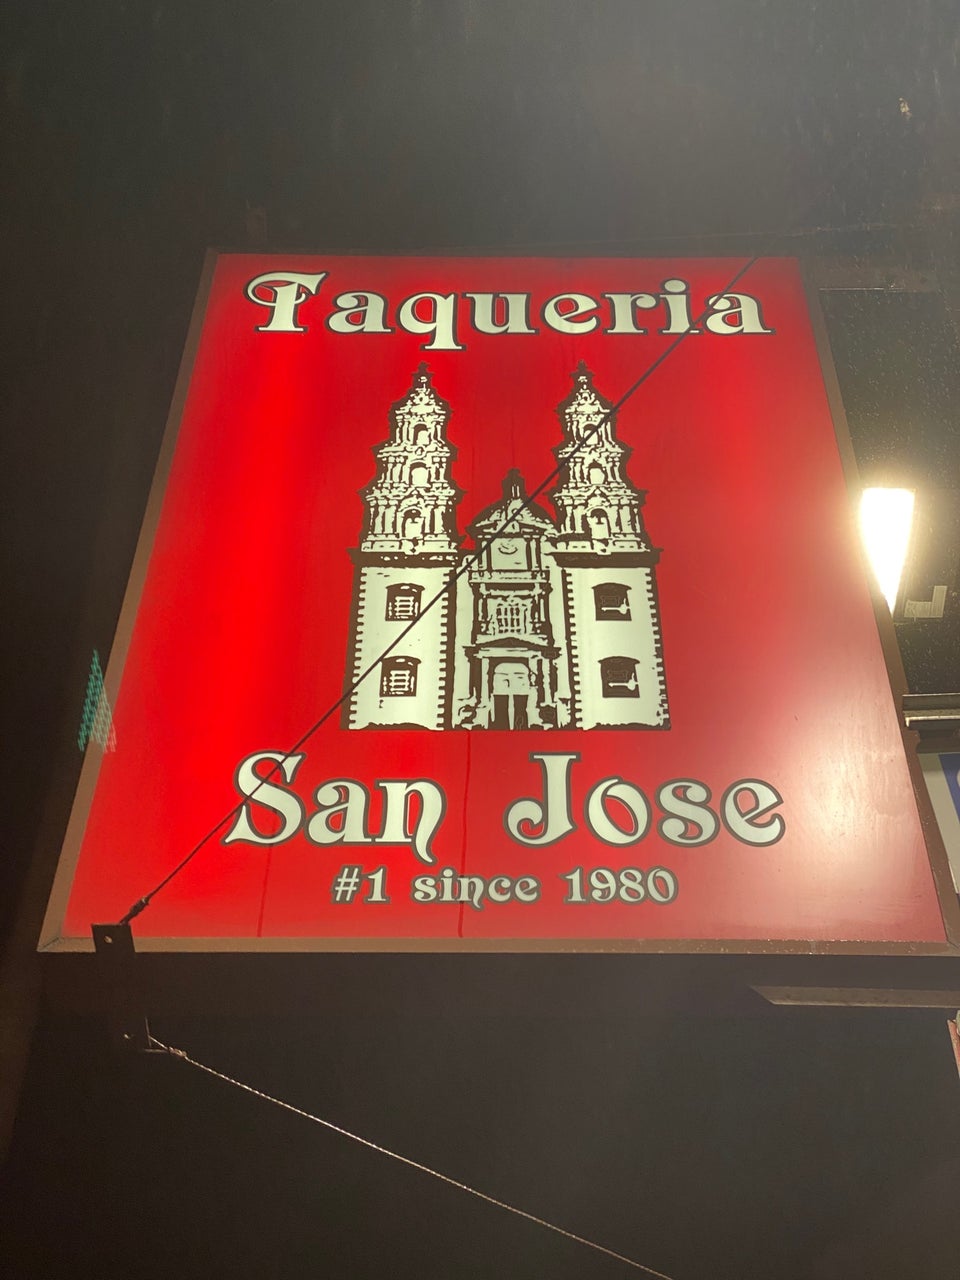 Taqueria
San Jose
#1 since 1980